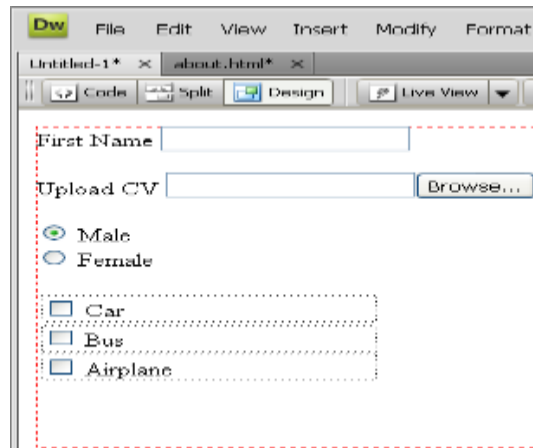 Dw File Edit View Insert Modify Format
Untitled-1* × about.html* ×
Code Split Design Live View
First Name
Upload CV Browse...
Male
Female
Car
Bus
Airplane